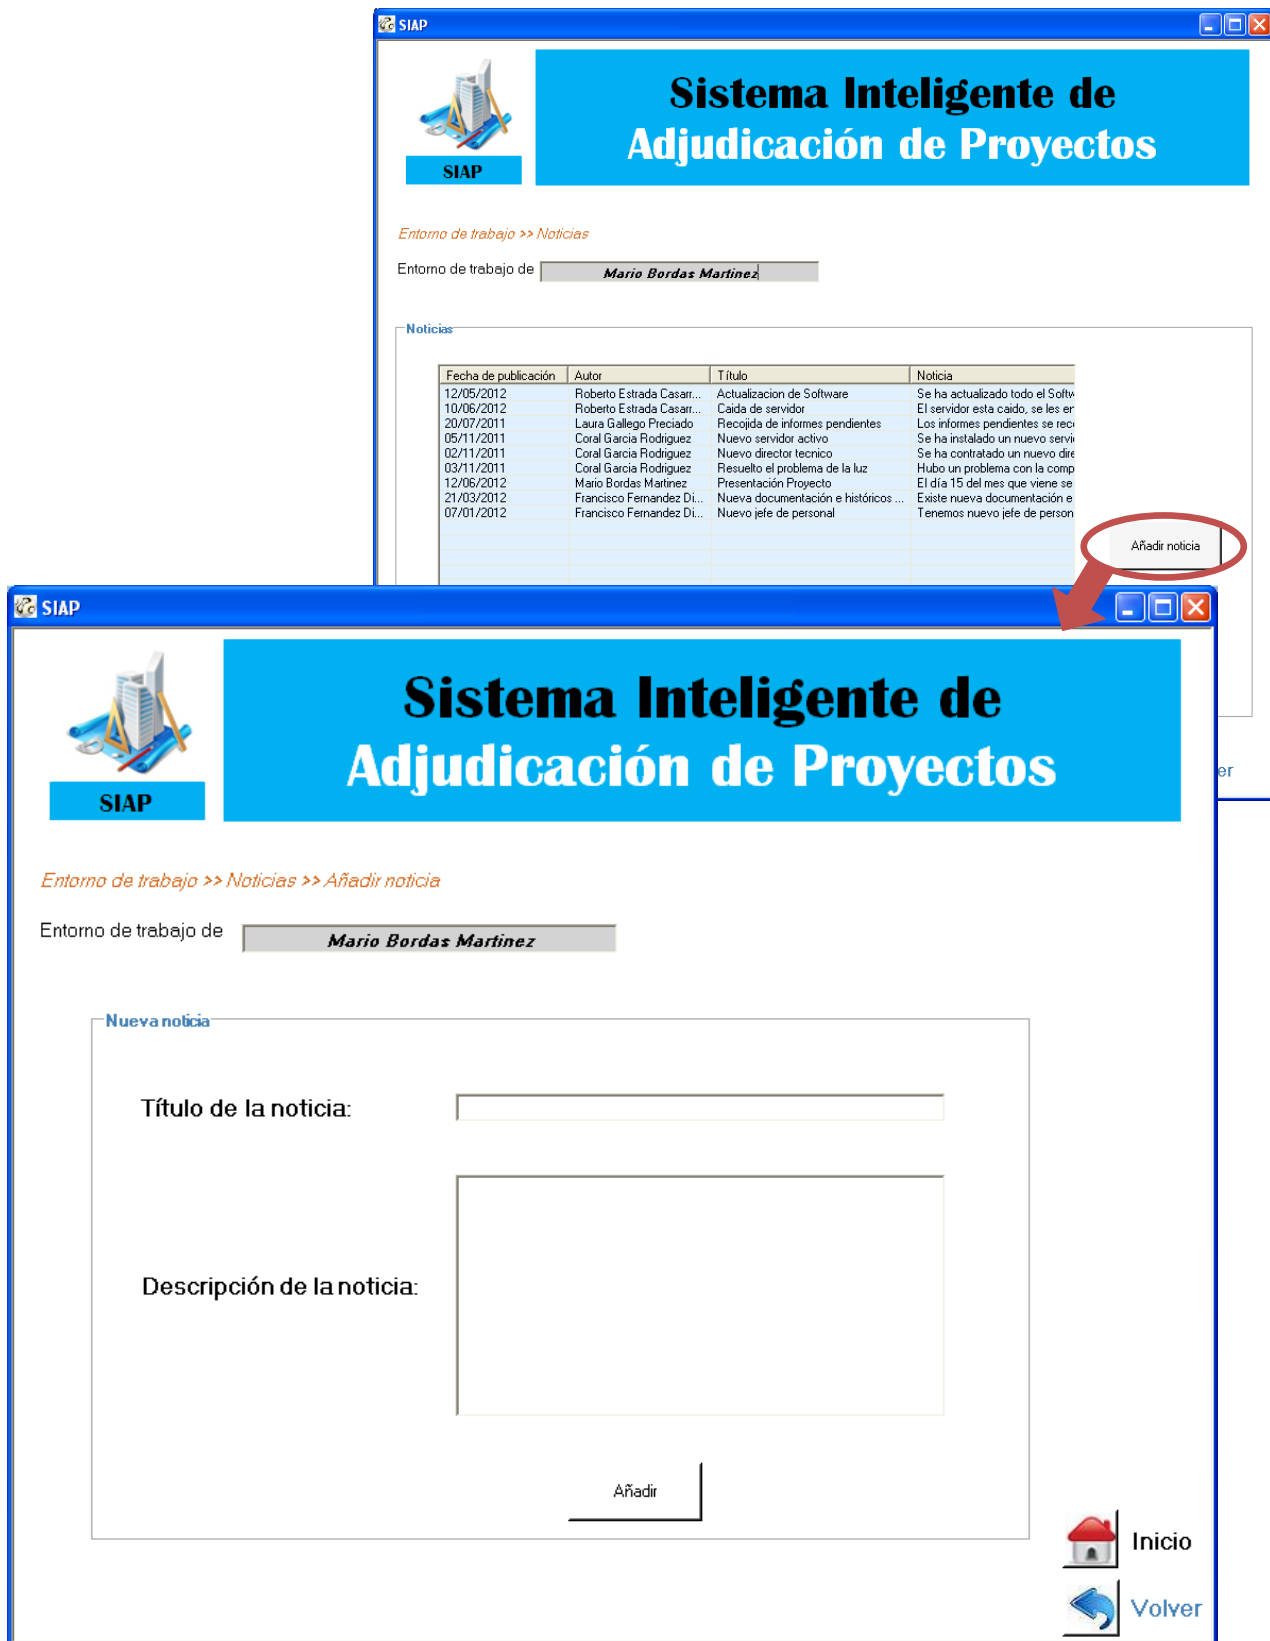 SIAP
Sistema Inteligente de
Adjudicación de Proyectos
SIAP
Entorno de trabajo >> Noticias
Entorno de trabajo de Mario Bordas Martinez
Noticias
Fecha de publicación Autor Título Noticia
12/05/2012 Roberto Estrada Casarr... Actualizacion de Software Se ha actualizado todo el Softw
10/06/2012 Roberto Estrada Casarr... Caida de servidor El servidor esta caido, se les er
20/07/2011 Laura Gallego Preciado Recojida de informes pendientes Los informes pendientes se reco
05/11/2011 Coral Garcia Rodriguez Nuevo servidor activo Se ha instalado un nuevo servi
02/11/2011 Coral Garcia Rodriguez Nuevo director tecnico Se ha contratado un nuevo dire
03/11/2011 Coral Garcia Rodriguez Resuelto el problema de la luz Hubo un problema con la comp
12/06/2012 Mario Bordas Martinez Presentación Proyecto El día 15 del mes que viene se
21/03/2012 Francisco Fernandez Di... Nueva documentación e históricos ... Existe nueva documentación e
07/01/2012 Francisco Fernandez Di... Nuevo jefe de personal Tenemos nuevo jefe de person
Añadir noticia
er
SIAP
Sistema Inteligente de
Adjudicación de Proyectos
SIAP
Entorno de trabajo >> Noticias >> Añadir noticia
Entorno de trabajo de Mario Bordas Martinez
Nueva noticia
Título de la noticia:
Descripción de la noticia:
Añadir
Inicio
Volver